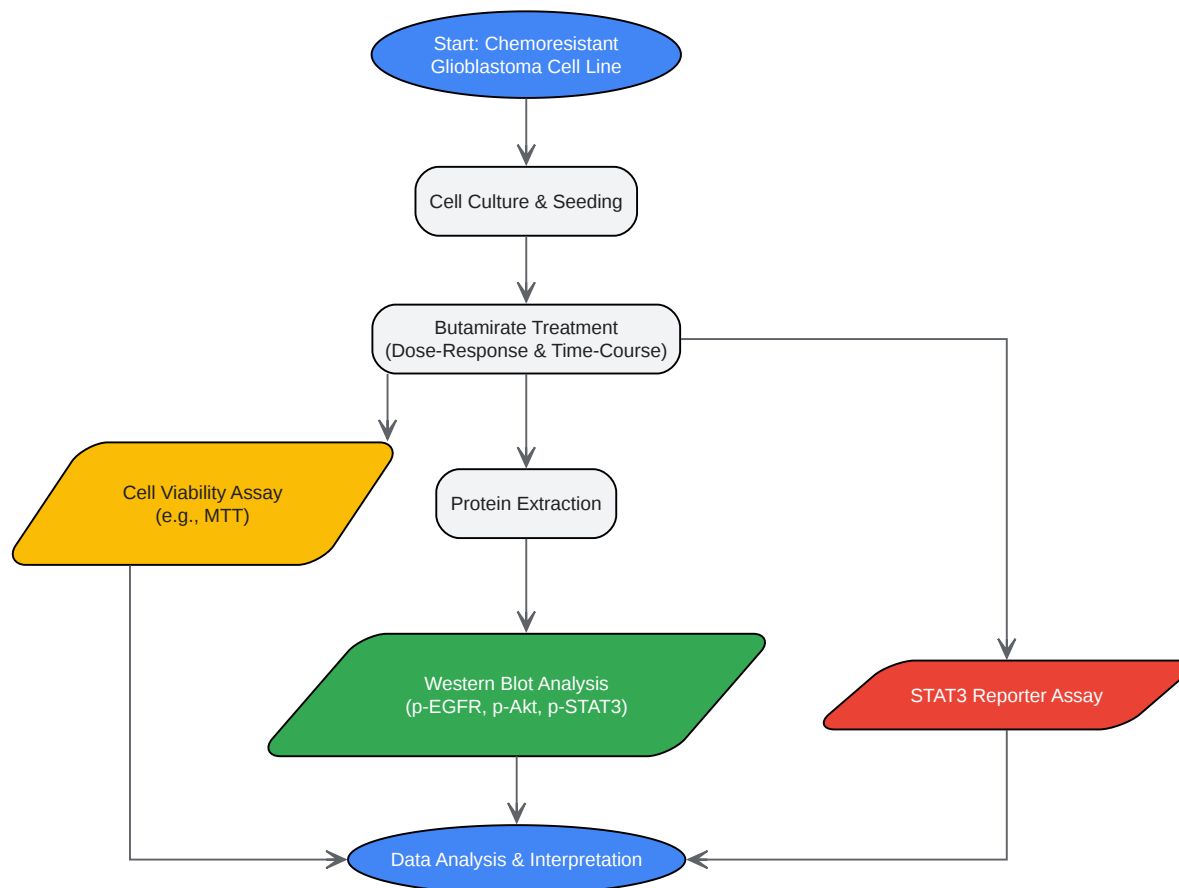 Start: Chemoresistant
Glioblastoma Cell Line
Cell Culture & Seeding
Butamirate Treatment
(Dose-Response & Time-Course)
Cell Viability Assay
(e.g., MTT)
Protein Extraction
Western Blot Analysis
(p-EGFR, p-Akt, p-STAT3)
STAT3 Reporter Assay
Data Analysis & Interpretation